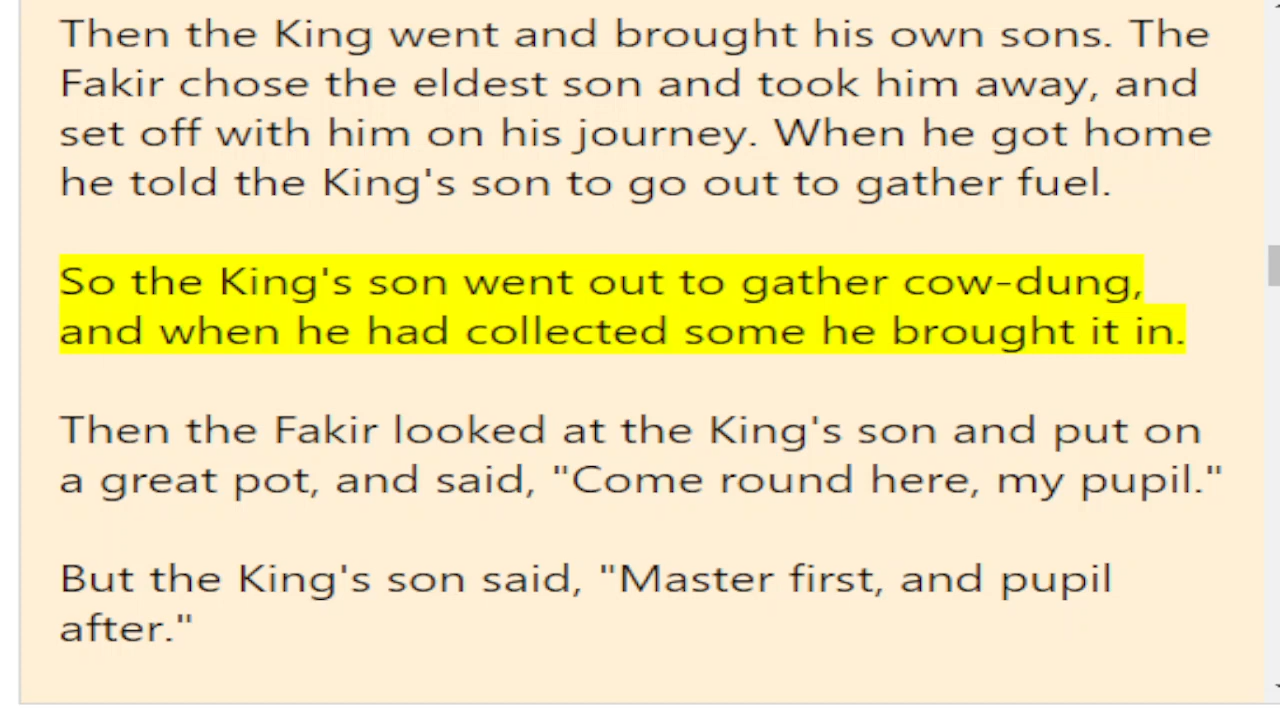 Then the King went and brought his own sons. The
Fakir chose the eldest son and took him away, and
set off with him on his journey. When he got home
he told the King's son to go out to gather fuel.
So the King's son went out to gather cow-dung,
and when he had collected some he brought it in.
Then the Fakir looked at the King's son and put on
a great pot, and said, "Come round here, my pupil."
But the King's son said, "Master first, and pupil
after."